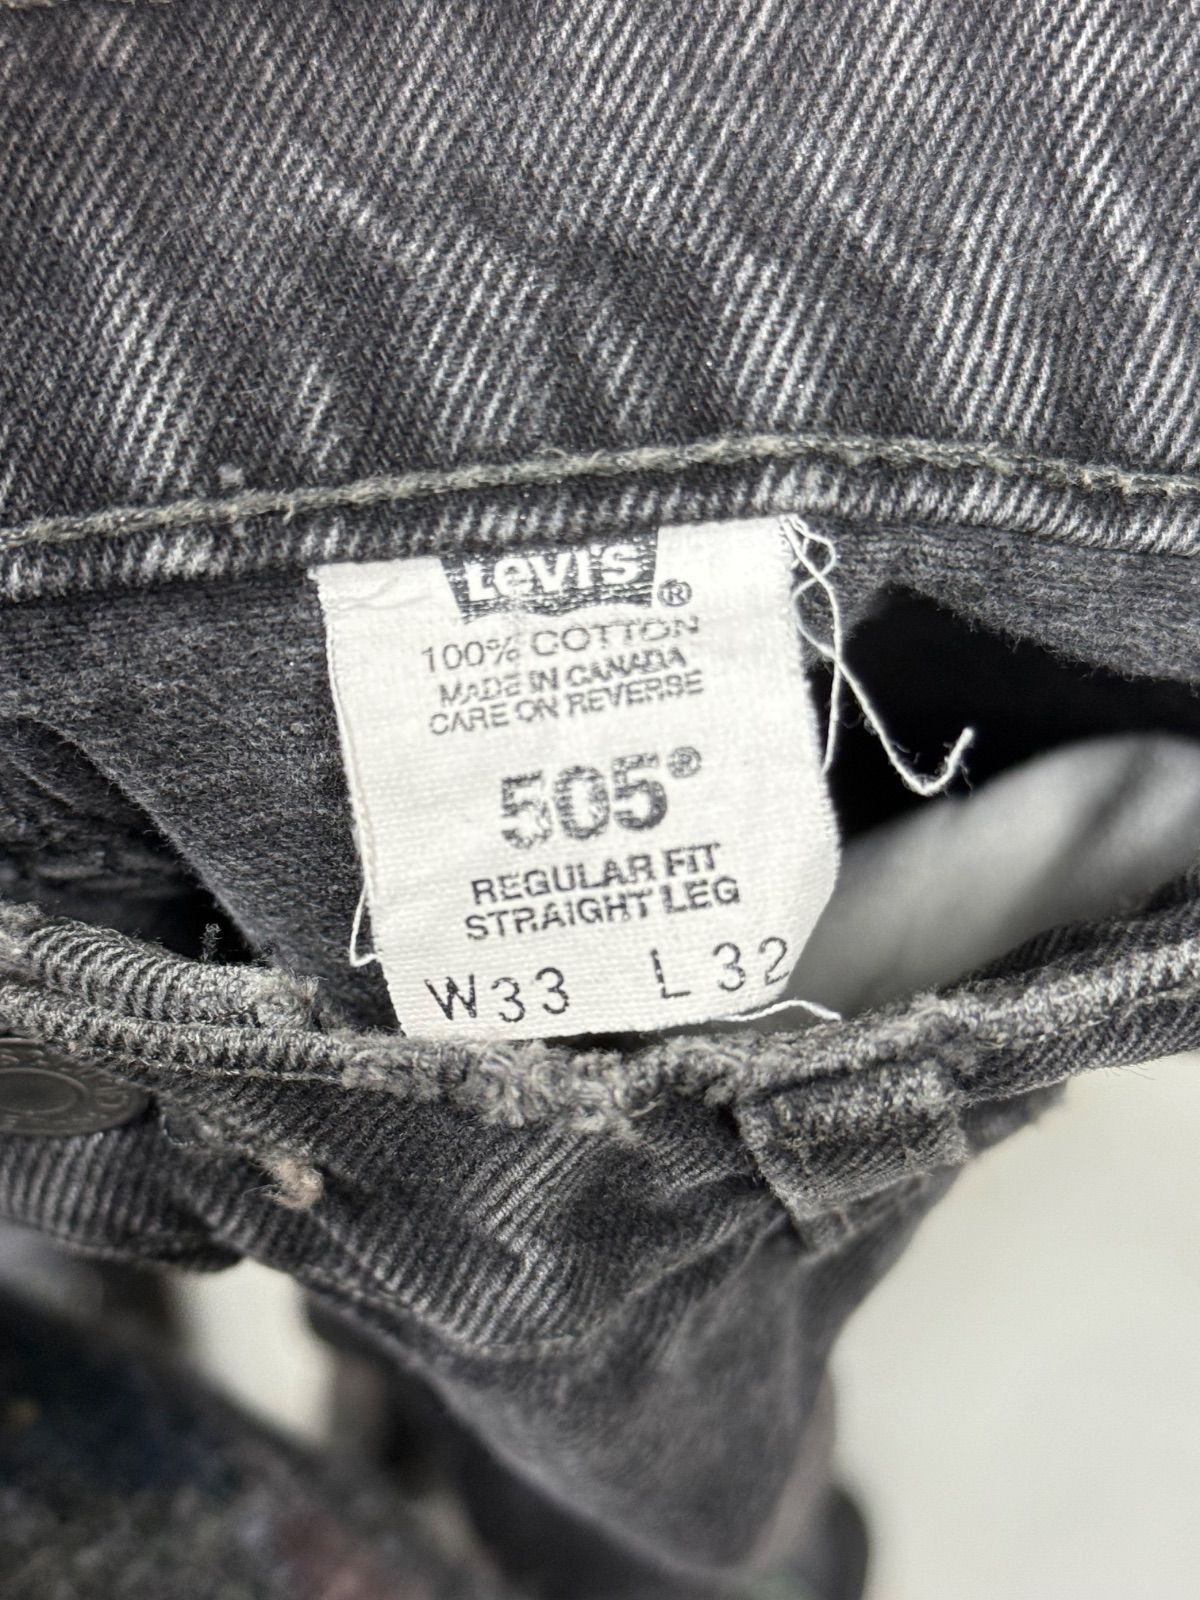 Levi's ®
100% COTTON
MADE IN CANADA
CARE ON REVERSE
505®
REGULAR FIT
STRAIGHT LEG
W33 L32